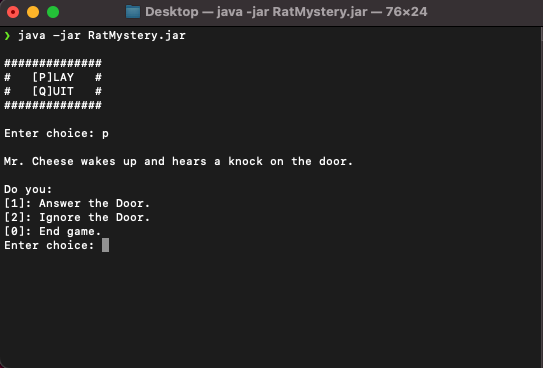 Desktop — java -jar RatMystery.jar — 76×24
❯ java -jar RatMystery.jar
##############
#   [P]LAY   #
#   [Q]UIT   #
##############
Enter choice: p
Mr. Cheese wakes up and hears a knock on the door.
Do you:
[1]: Answer the Door.
[2]: Ignore the Door.
[0]: End game.
Enter choice: